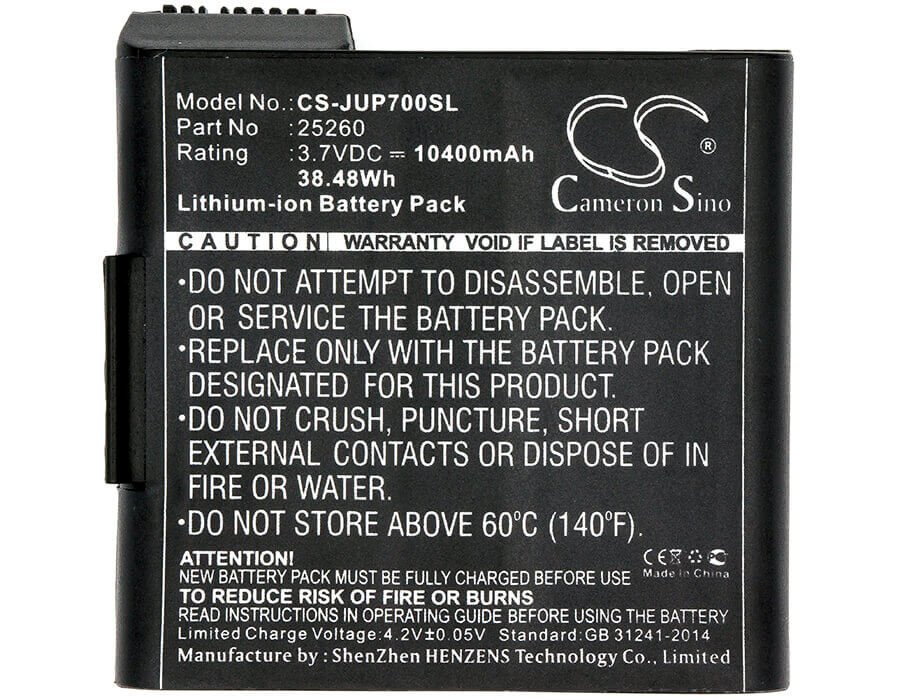 Model No.: CS-JUP700SL
Part No :25260
Rating :3.7VDC ⎓ 10400mAh
38.48Wh
Lithium-ion Battery Pack
CS®
Cameron Sino
CAUTION WARRANTY VOID IF LABEL IS REMOVED
•DO NOT ATTEMPT TO DISASSEMBLE, OPEN
OR SERVICE THE BATTERY PACK.
•REPLACE ONLY WITH THE BATTERY PACK
DESIGNATED FOR THIS PRODUCT.
•DO NOT CRUSH, PUNCTURE, SHORT
EXTERNAL CONTACTS OR DISPOSE OF IN
FIRE OR WATER.
•DO NOT STORE ABOVE 60°C (140°F).
ATTENTION!
NEW BATTERY PACK MUST BE FULLY CHARGED BEFORE USE
CE
Made in China
TO REDUCE RISK OF FIRE OR BURNS
READ INSTRUCTIONS IN OPERATING GUIDE BEFORE USING THE BATTERY
Limited Charge Voltage:4.2V±0.05V Standard:GB 31241-2014
Manufacture by: ShenZhen HENZENS Technology Co., Limited